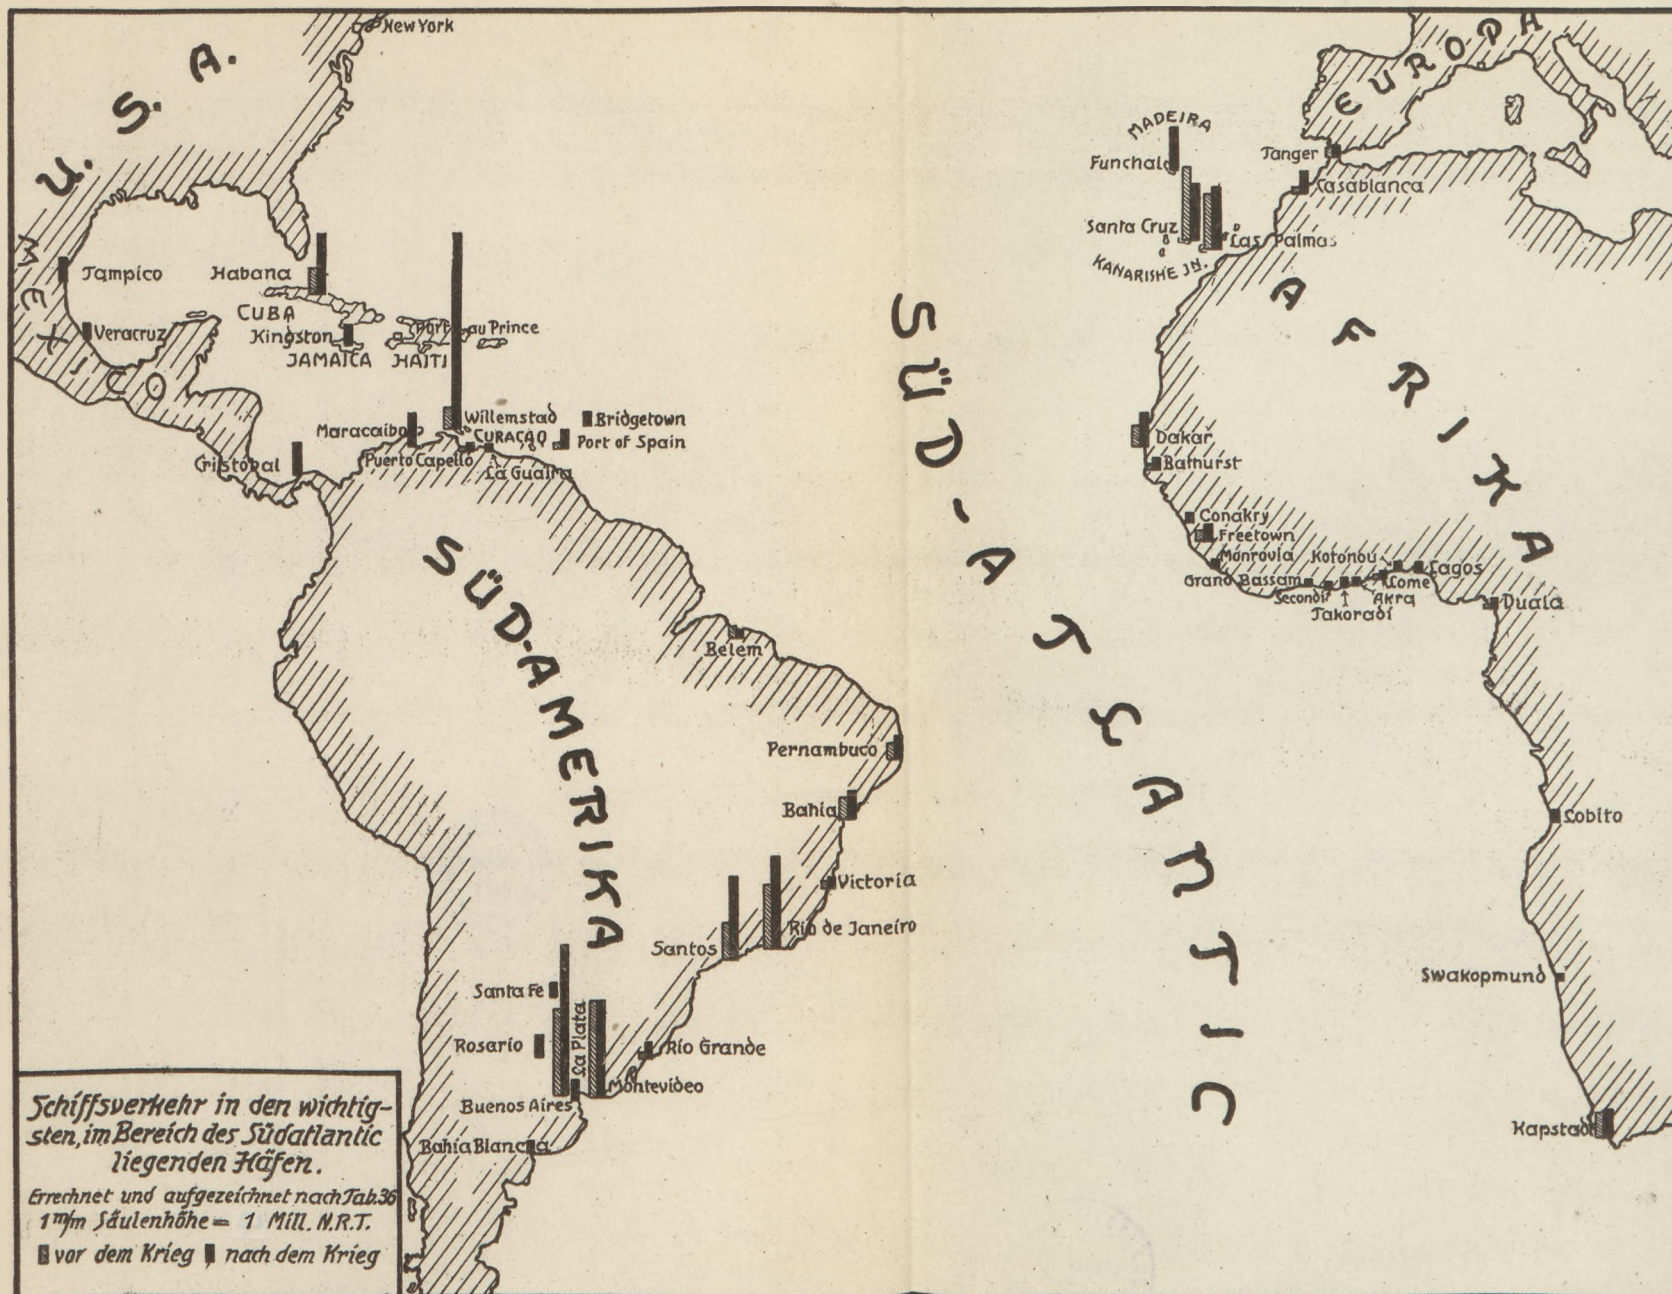 New York
U. S. A.
EUROPA
MADEIRA
Funchal
Tanger
Casablanca
Santa Cruz
Las Palmas
KANARISHE JN.
MEXICO
Tampico
Habana
CUBA
Veracruz
Kingston
JAMAICA
HAITI
Port au Prince
AFRIKA
SÜD-ATLANTIC
Maracaibo
Willemstad
CURAÇAO
Bridgetown
Port of Spain
Cristobal
Puerto Capello
La Guaira
Dakar
Bathurst
Conakry
Freetown
Monrovia
Kotonou
Lagos
Grand Bassam
Lome
Secondi
Akra
Takoradi
Duala
SÜD-AMERIKA
Belem
Pernambuco
Bahia
Lobito
Victoria
Rio de Janeiro
Santos
Swakopmund
Santa Fe
La Plata
Rosario
Rio Grande
Montevideo
Buenos Aires
Kapstadt
Bahia Blanca
Schiffsverkehr in den wichtig-
sten, im Bereich des Südatlantic
liegenden Häfen.
Errechnet und aufgezeichnet nach Tab.36
1 m/m Säulenhöhe = 1 Mill. N.R.T.
vor dem Krieg nach dem Krieg